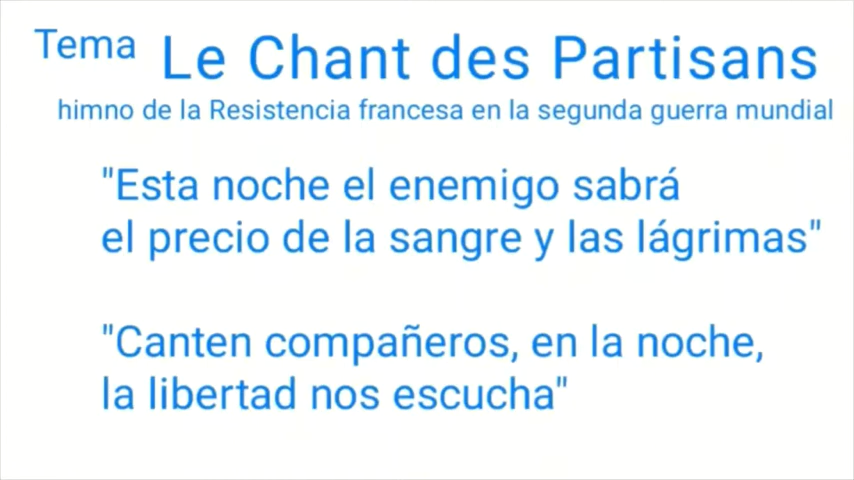 Tema Le Chant des Partisans
himno de la Resistencia francesa en la segunda guerra mundial
"Esta noche el enemigo sabrá
el precio de la sangre y las lágrimas"
"Canten compañeros, en la noche,
la libertad nos escucha"